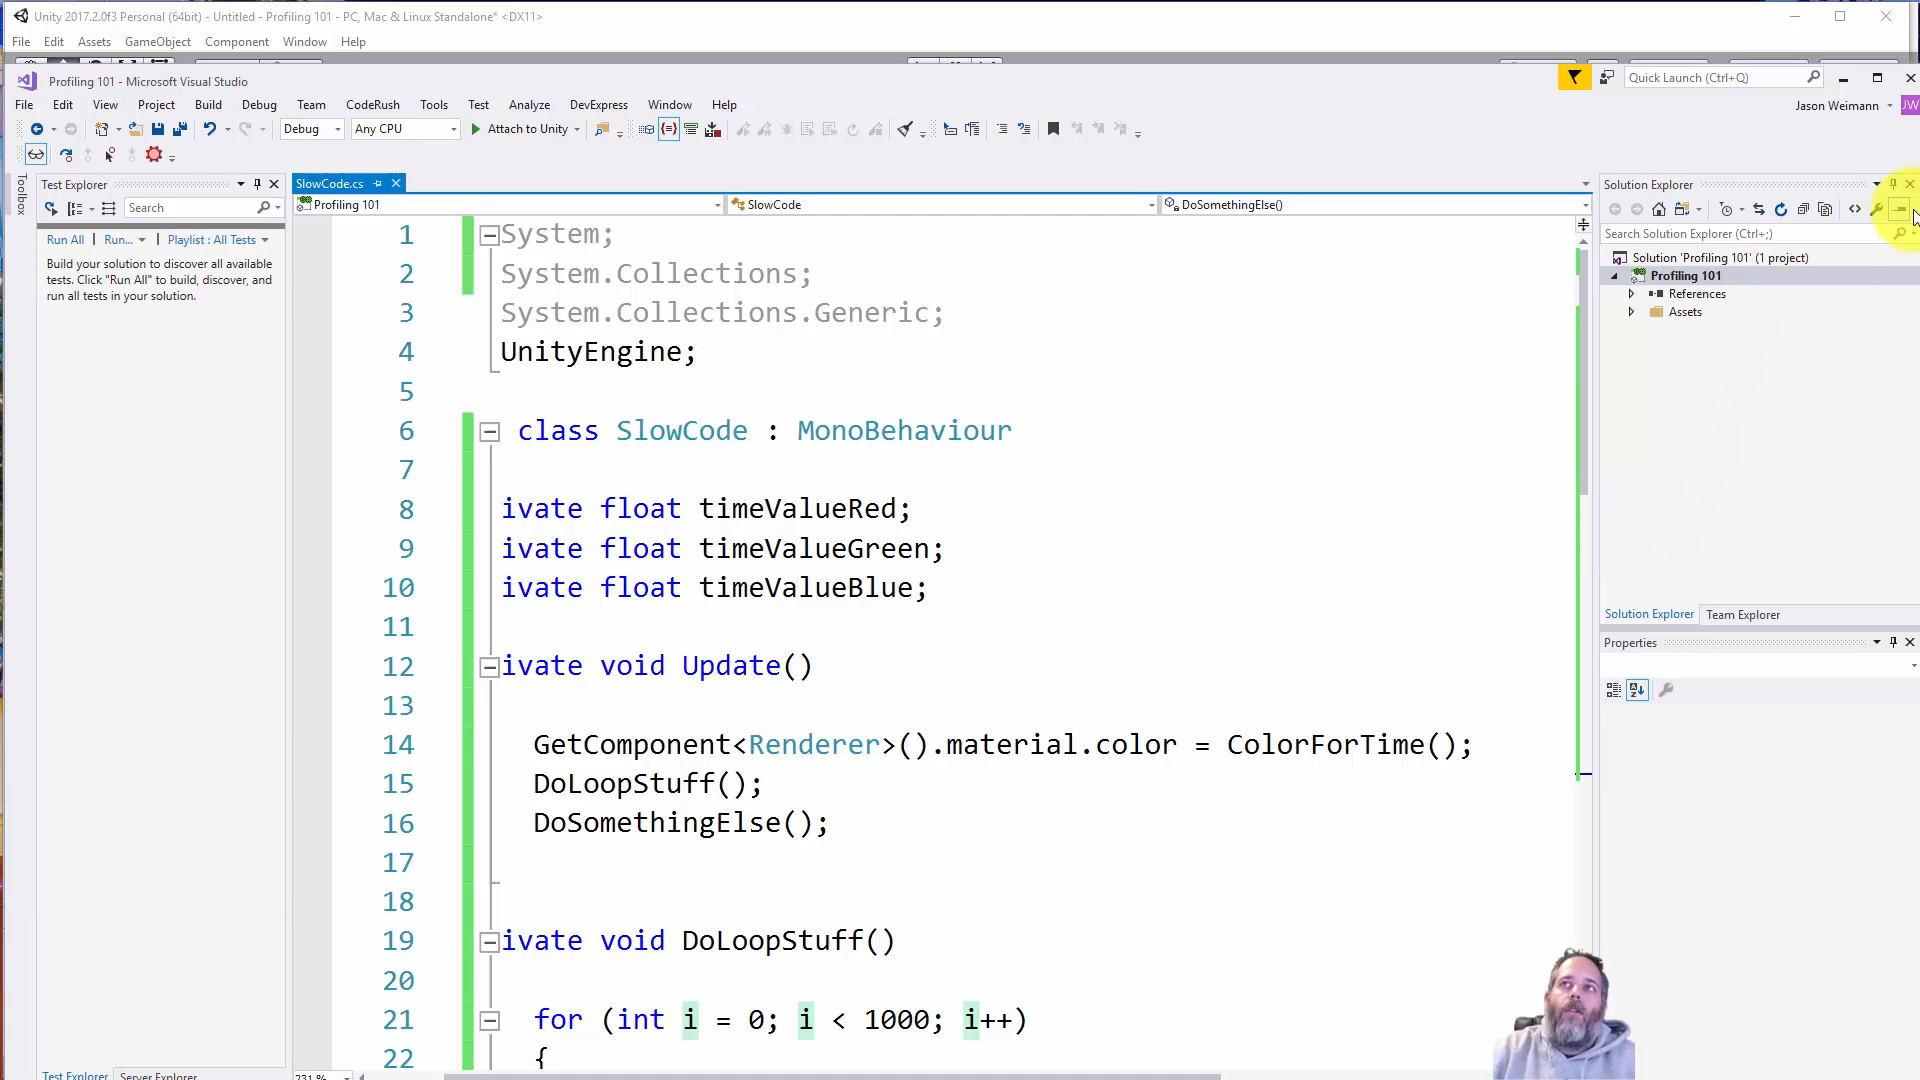 Unity 2017.2.0f3 Personal (64bit) - Untitled - Profiling 101 - PC, Mac & Linux Standalone* <DX11>
File Edit Assets GameObject Component Window Help
Profiling 101 - Microsoft Visual Studio
Quick Launch (Ctrl+Q)
File Edit View Project Build Debug Team CodeRush Tools Test Analyze DevExpress Window Help
Jason Weimann JW
Debug Any CPU Attach to Unity
Toolbox
Test Explorer
Search
Run All Run... Playlist : All Tests
Build your solution to discover all available
tests. Click "Run All" to build, discover, and
run all tests in your solution.
Test Explorer Server Explorer
SlowCode.cs
Profiling 101 SlowCode DoSomethingElse()
1 System;
2 System.Collections;
3 System.Collections.Generic;
4 UnityEngine;
5
6 class SlowCode : MonoBehaviour
7
8 ivate float timeValueRed;
9 ivate float timeValueGreen;
10 ivate float timeValueBlue;
11
12 ivate void Update()
13
14 GetComponent<Renderer>().material.color = ColorForTime();
15 DoLoopStuff();
16 DoSomethingElse();
17
18
19 ivate void DoLoopStuff()
20
21 for (int i = 0; i < 1000; i++)
22 {
231 %
Solution Explorer
Search Solution Explorer (Ctrl+;)
Solution 'Profiling 101' (1 project)
Profiling 101
References
Assets
Solution Explorer Team Explorer
Properties